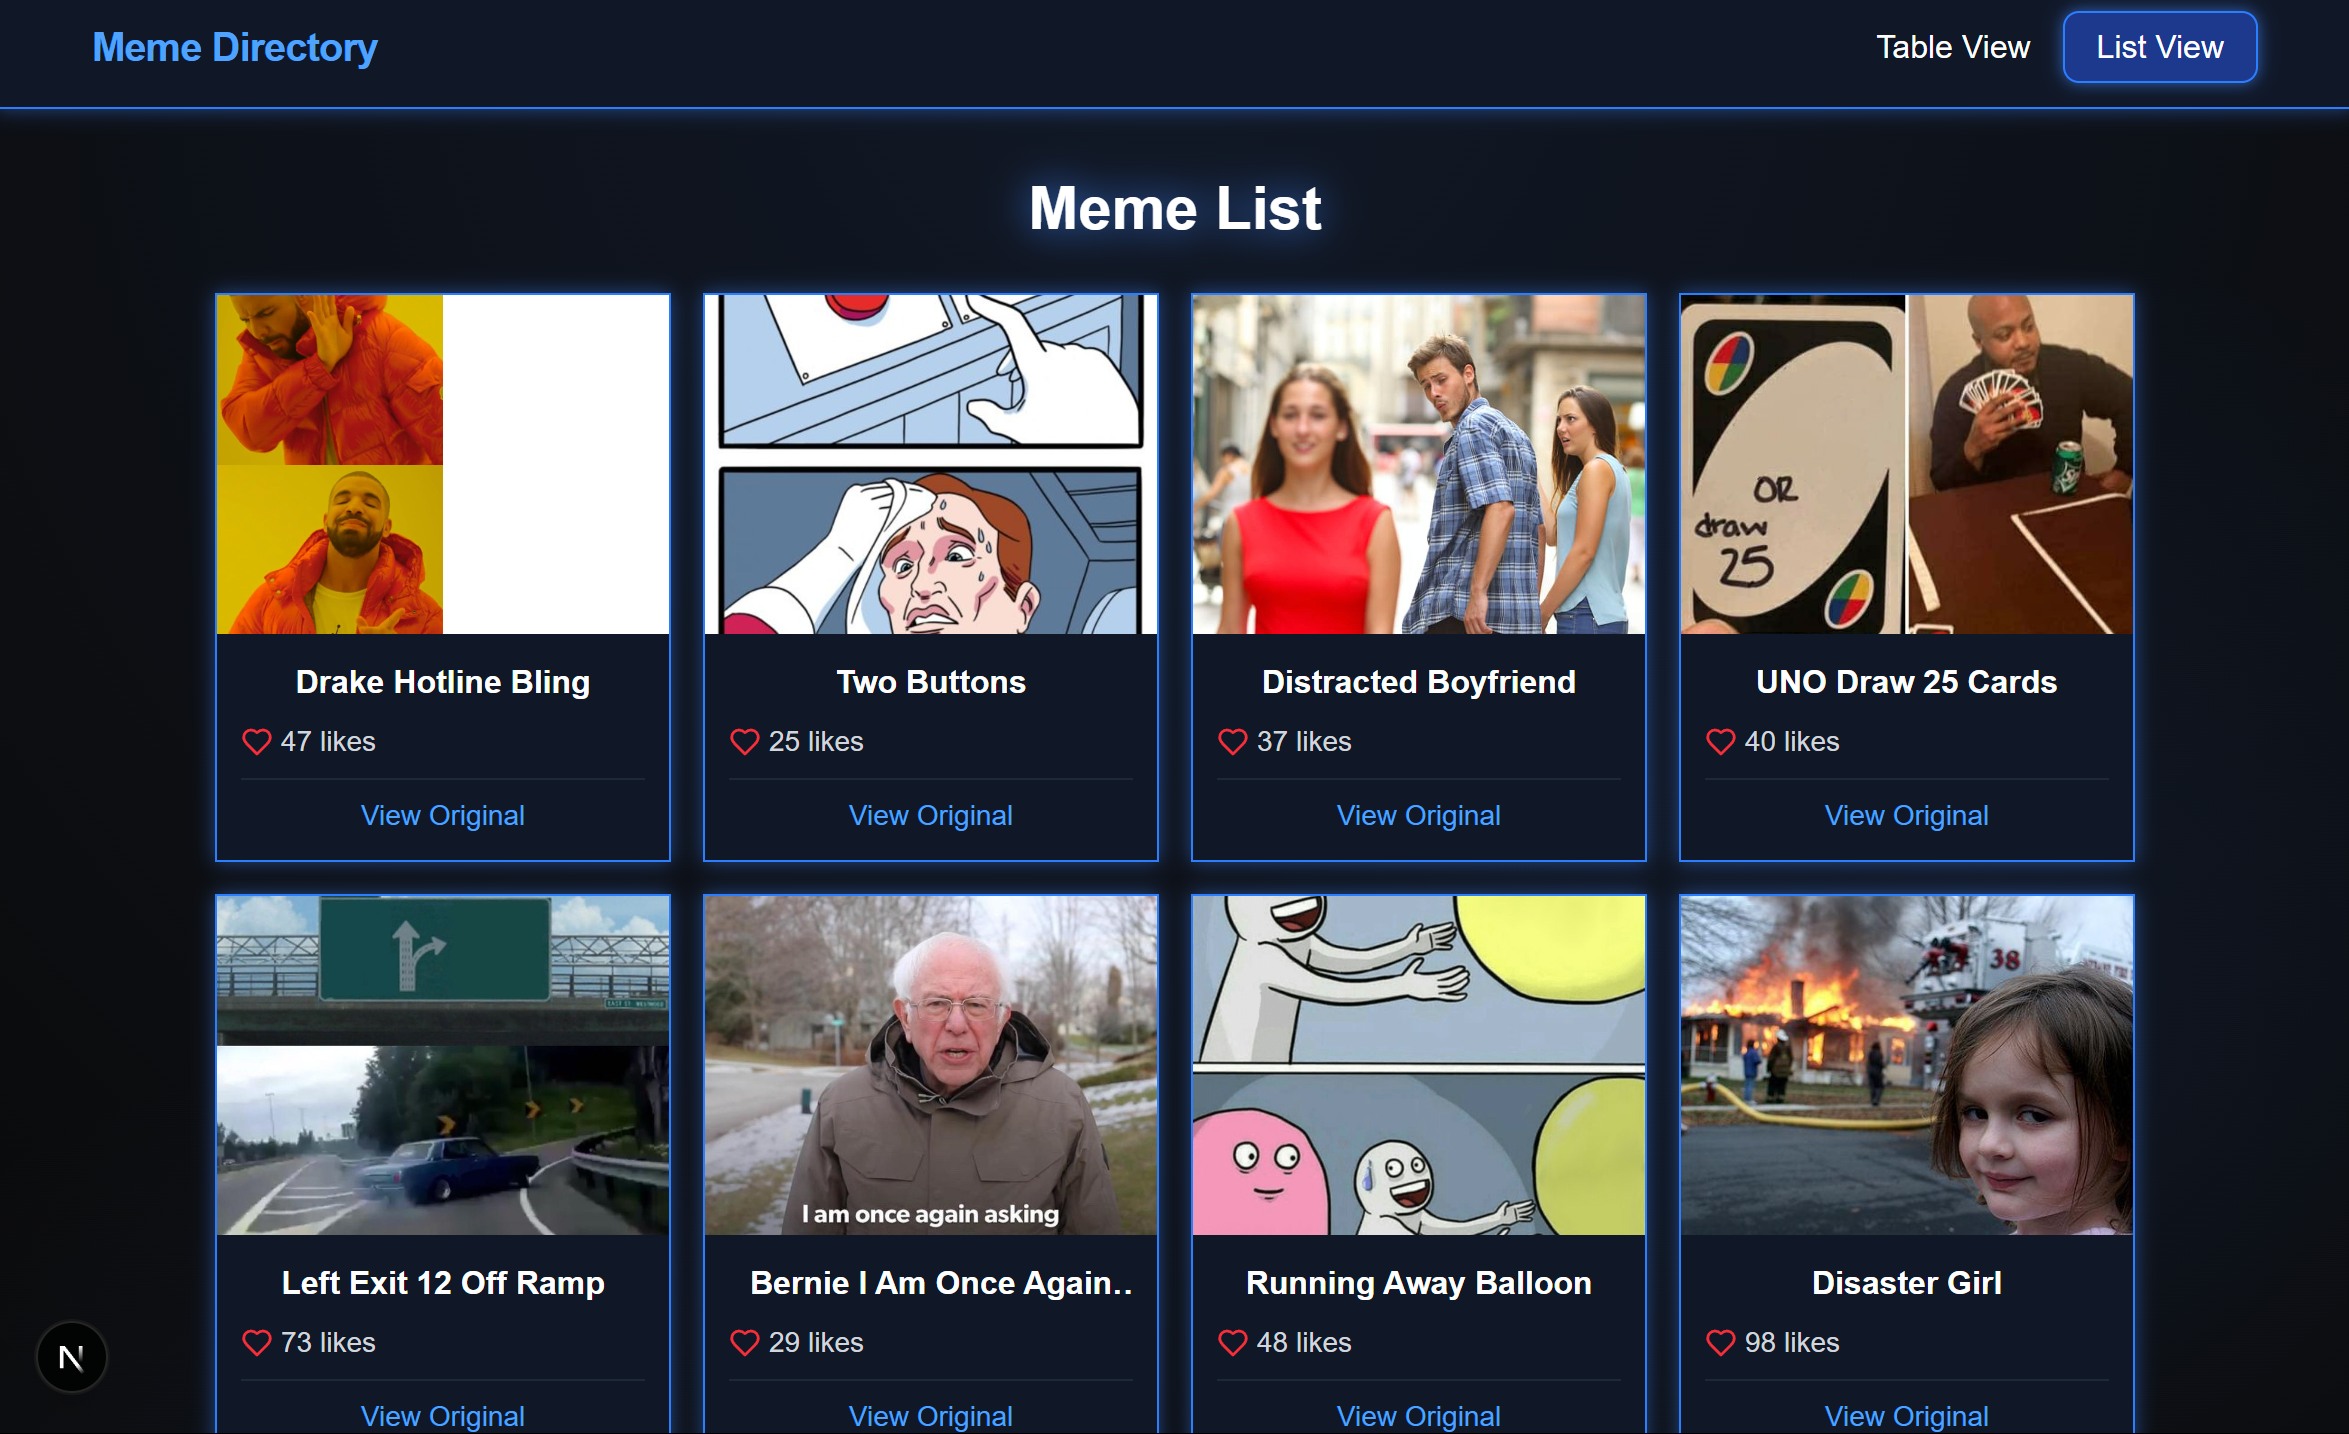 Meme Directory
Table View
List View
Meme List
OR
draw
25
Drake Hotline Bling
Two Buttons
Distracted Boyfriend
UNO Draw 25 Cards
47 likes
25 likes
37 likes
40 likes
View Original
View Original
View Original
View Original
38
I am once again asking
Left Exit 12 Off Ramp
Bernie I Am Once Again..
Running Away Balloon
Disaster Girl
73 likes
29 likes
48 likes
98 likes
View Original
View Original
View Original
View Original
N